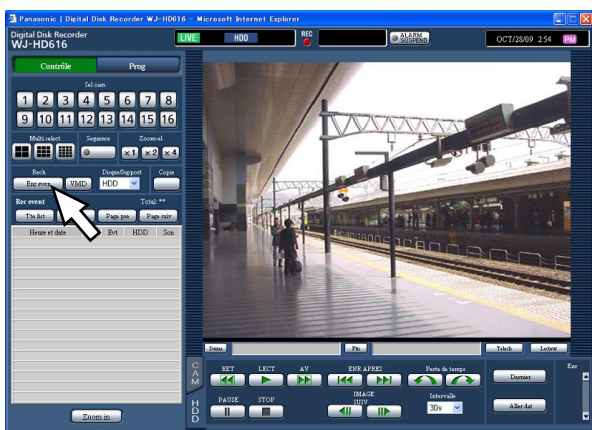 Panasonic | Digital Disk Recorder WJ-HD616 - Microsoft Internet Explorer
Digital Disk Recorder
WJ-HD616
LIVE HDD REC ALARM SUSPEND OCT/28/09 2:54 PM
Contrôle Prog
Sel cam.
1 2 3 4 5 6 7 8
9 10 11 12 13 14 15 16
Multi select Sequence Zoom-el
x1 x2 x4
Rech Disque/Support Copie
Enr even VMD HDD
Rec event Total: **
Tte list Page pre Page suiv
Heure et date Evt HDD Son
Zoom in
Demn Fin Telech Lecteur
CAM
HDD
RET LECT AV ENR APRES Perte de temps
Dernier
Enr
PAUSE STOP IMAGE SUIV Intervalle
30s
Aller dat